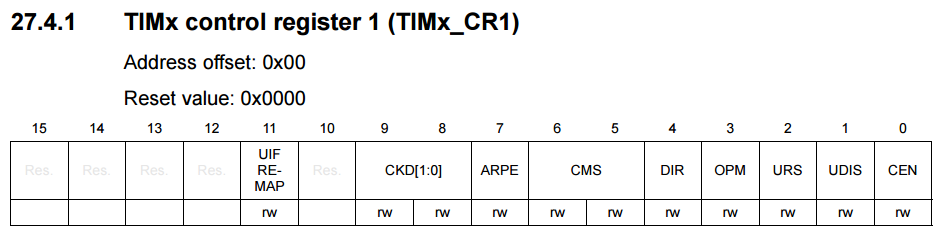 27.4.1 TIMx control register 1 (TIMx_CR1)
Address offset: 0x00
Reset value: 0x0000
15 14 13 12 11 10 9 8 7 6 5 4 3 2 1 0
Res. Res. Res. Res. UIF RE-MAP Res. CKD[1:0] ARPE CMS DIR OPM URS UDIS CEN
rw rw rw rw rw rw rw rw rw rw rw